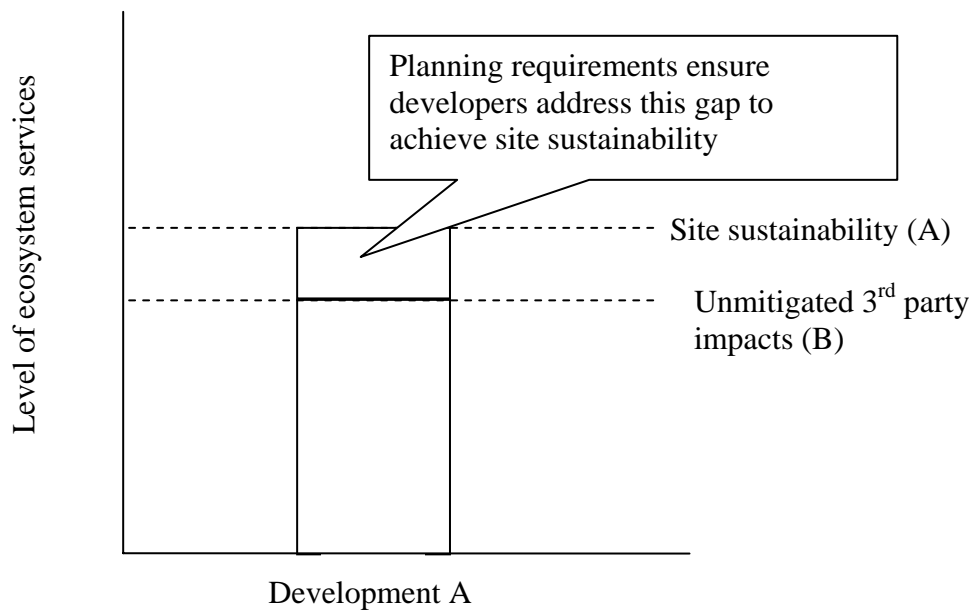 Planning requirements ensure
developers address this gap to
achieve site sustainability
Level of ecosystem services
Site sustainability (A)
Unmitigated 3rd party
impacts (B)
Development A